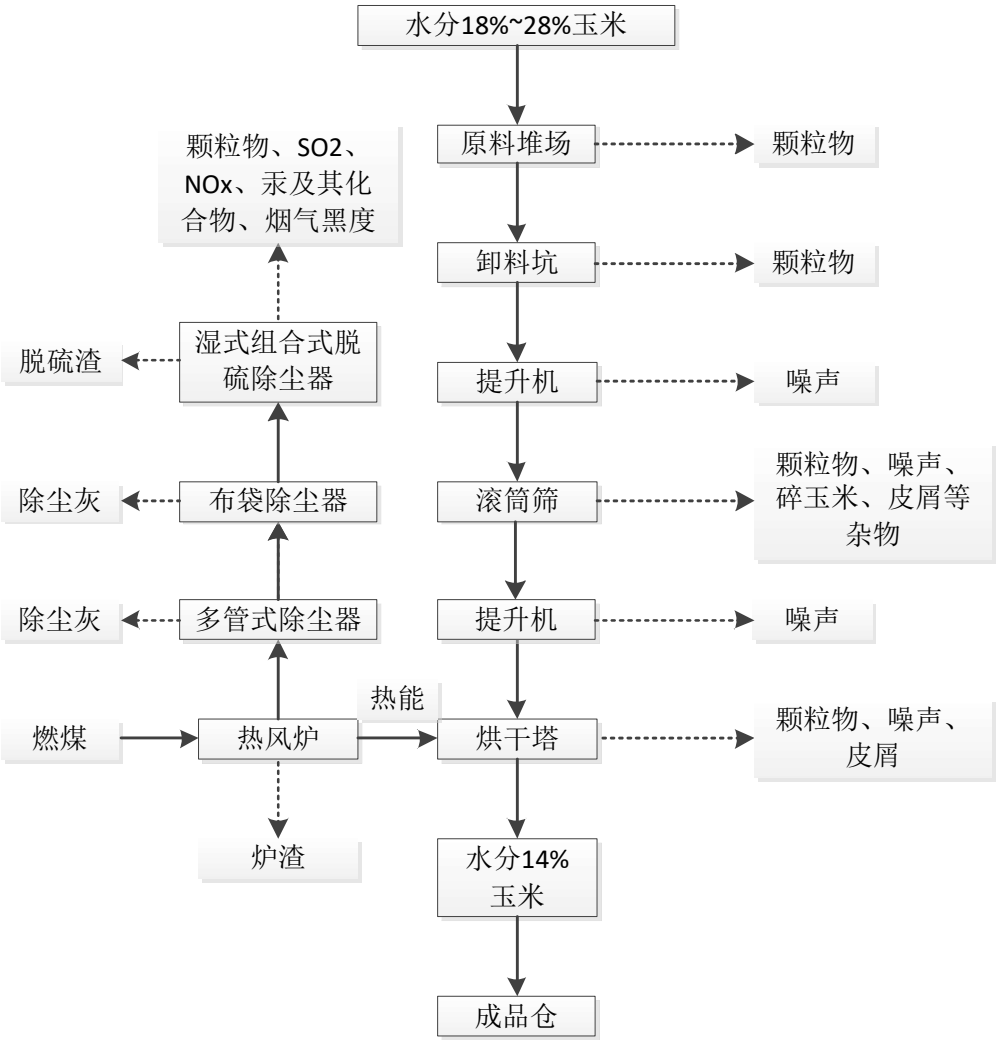 水分18%~28%玉米
原料堆场
颗粒物
颗粒物、SO2、
NOx、汞及其化
合物、烟气黑度
卸料坑
颗粒物
湿式组合式脱
硫除尘器
脱硫渣
提升机
噪声
除尘灰
布袋除尘器
滚筒筛
颗粒物、噪声、
碎玉米、皮屑等
杂物
除尘灰
多管式除尘器
提升机
噪声
燃煤
热风炉
热能
烘干塔
颗粒物、噪声、
皮屑
炉渣
水分14%
玉米
成品仓